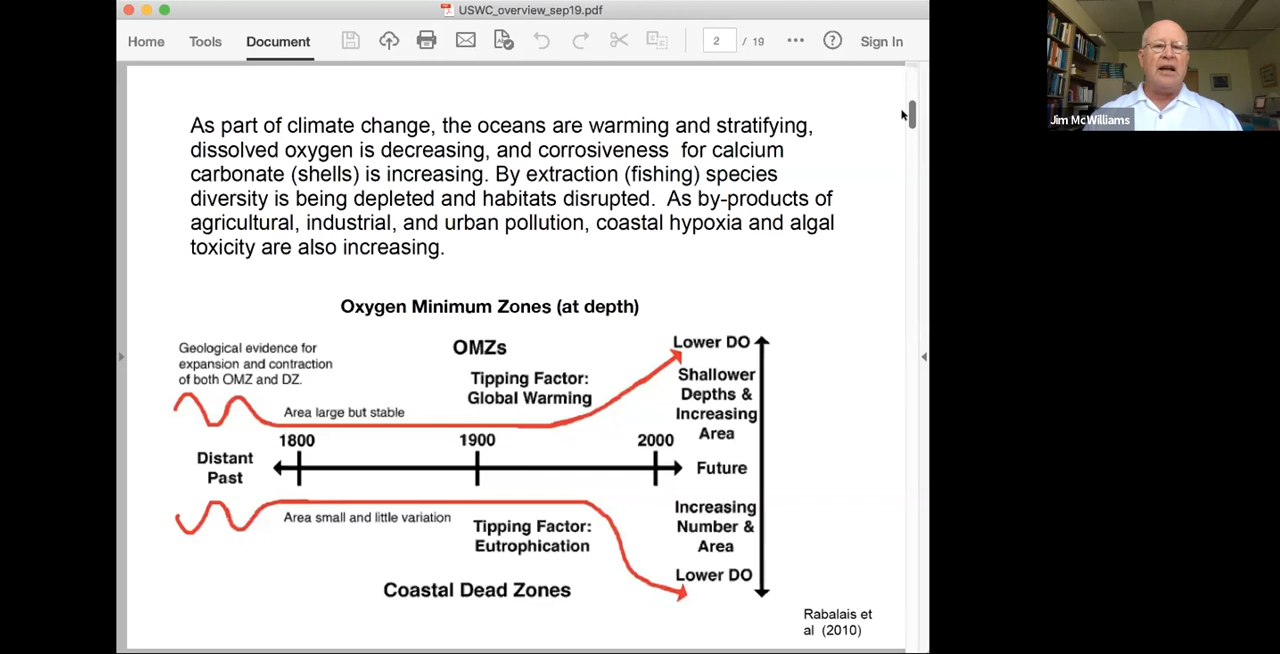 USWC_overview_sep19.pdf
Home Tools Document 2 / 19 Sign In
As part of climate change, the oceans are warming and stratifying,
dissolved oxygen is decreasing, and corrosiveness for calcium
carbonate (shells) is increasing. By extraction (fishing) species
diversity is being depleted and habitats disrupted. As by-products of
agricultural, industrial, and urban pollution, coastal hypoxia and algal
toxicity are also increasing.
Oxygen Minimum Zones (at depth)
Geological evidence for
expansion and contraction
of both OMZ and DZ.
OMZs
Tipping Factor:
Global Warming
Lower DO
Shallower
Depths &
Increasing
Area
Area large but stable
1800
1900
2000
Distant
Past
Future
Area small and little variation
Tipping Factor:
Eutrophication
Increasing
Number &
Area
Lower DO
Coastal Dead Zones
Rabalais et
al (2010)
Jim McWilliams